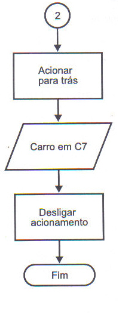 2
Acionar
para trás
Carro em C7
Desligar
acionamento
Fim